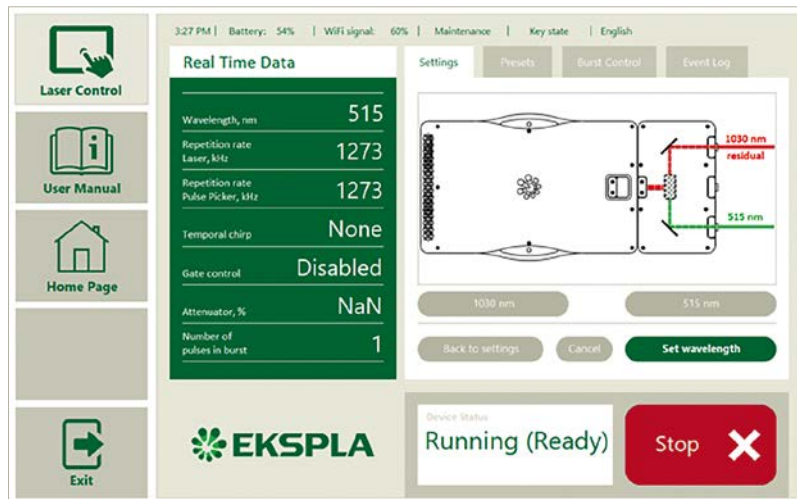 3:27 PM | Battery: 54% | WiFi signal: 60% | Maintenance | Key state | English
Laser Control
User Manual
Home Page
Exit
Real Time Data
Wavelength, nm 515
Repetition rate
Laser, kHz 1273
Repetition rate
Pulse Picker, kHz 1273
Temporal chirp None
Gate control Disabled
Attenuator, % NaN
Number of
pulses in burst 1
EKSPLA
Settings Presets Burst Control Event Log
1030 nm
residual
515 nm
1030 nm 515 nm
Back to settings Cancel Set wavelength
Device Status
Running (Ready)
Stop